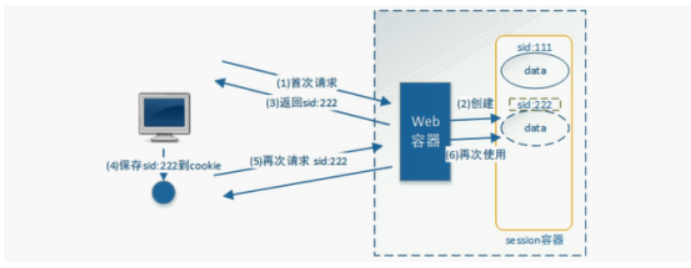 sid:111
data
(1)首次请求
(3)返回sid:222
(2)创建
sid:222
data
Web
容器
(4)保存sid:222到cookie
(5)再次请求 sid:222
(6)再次使用
session容器